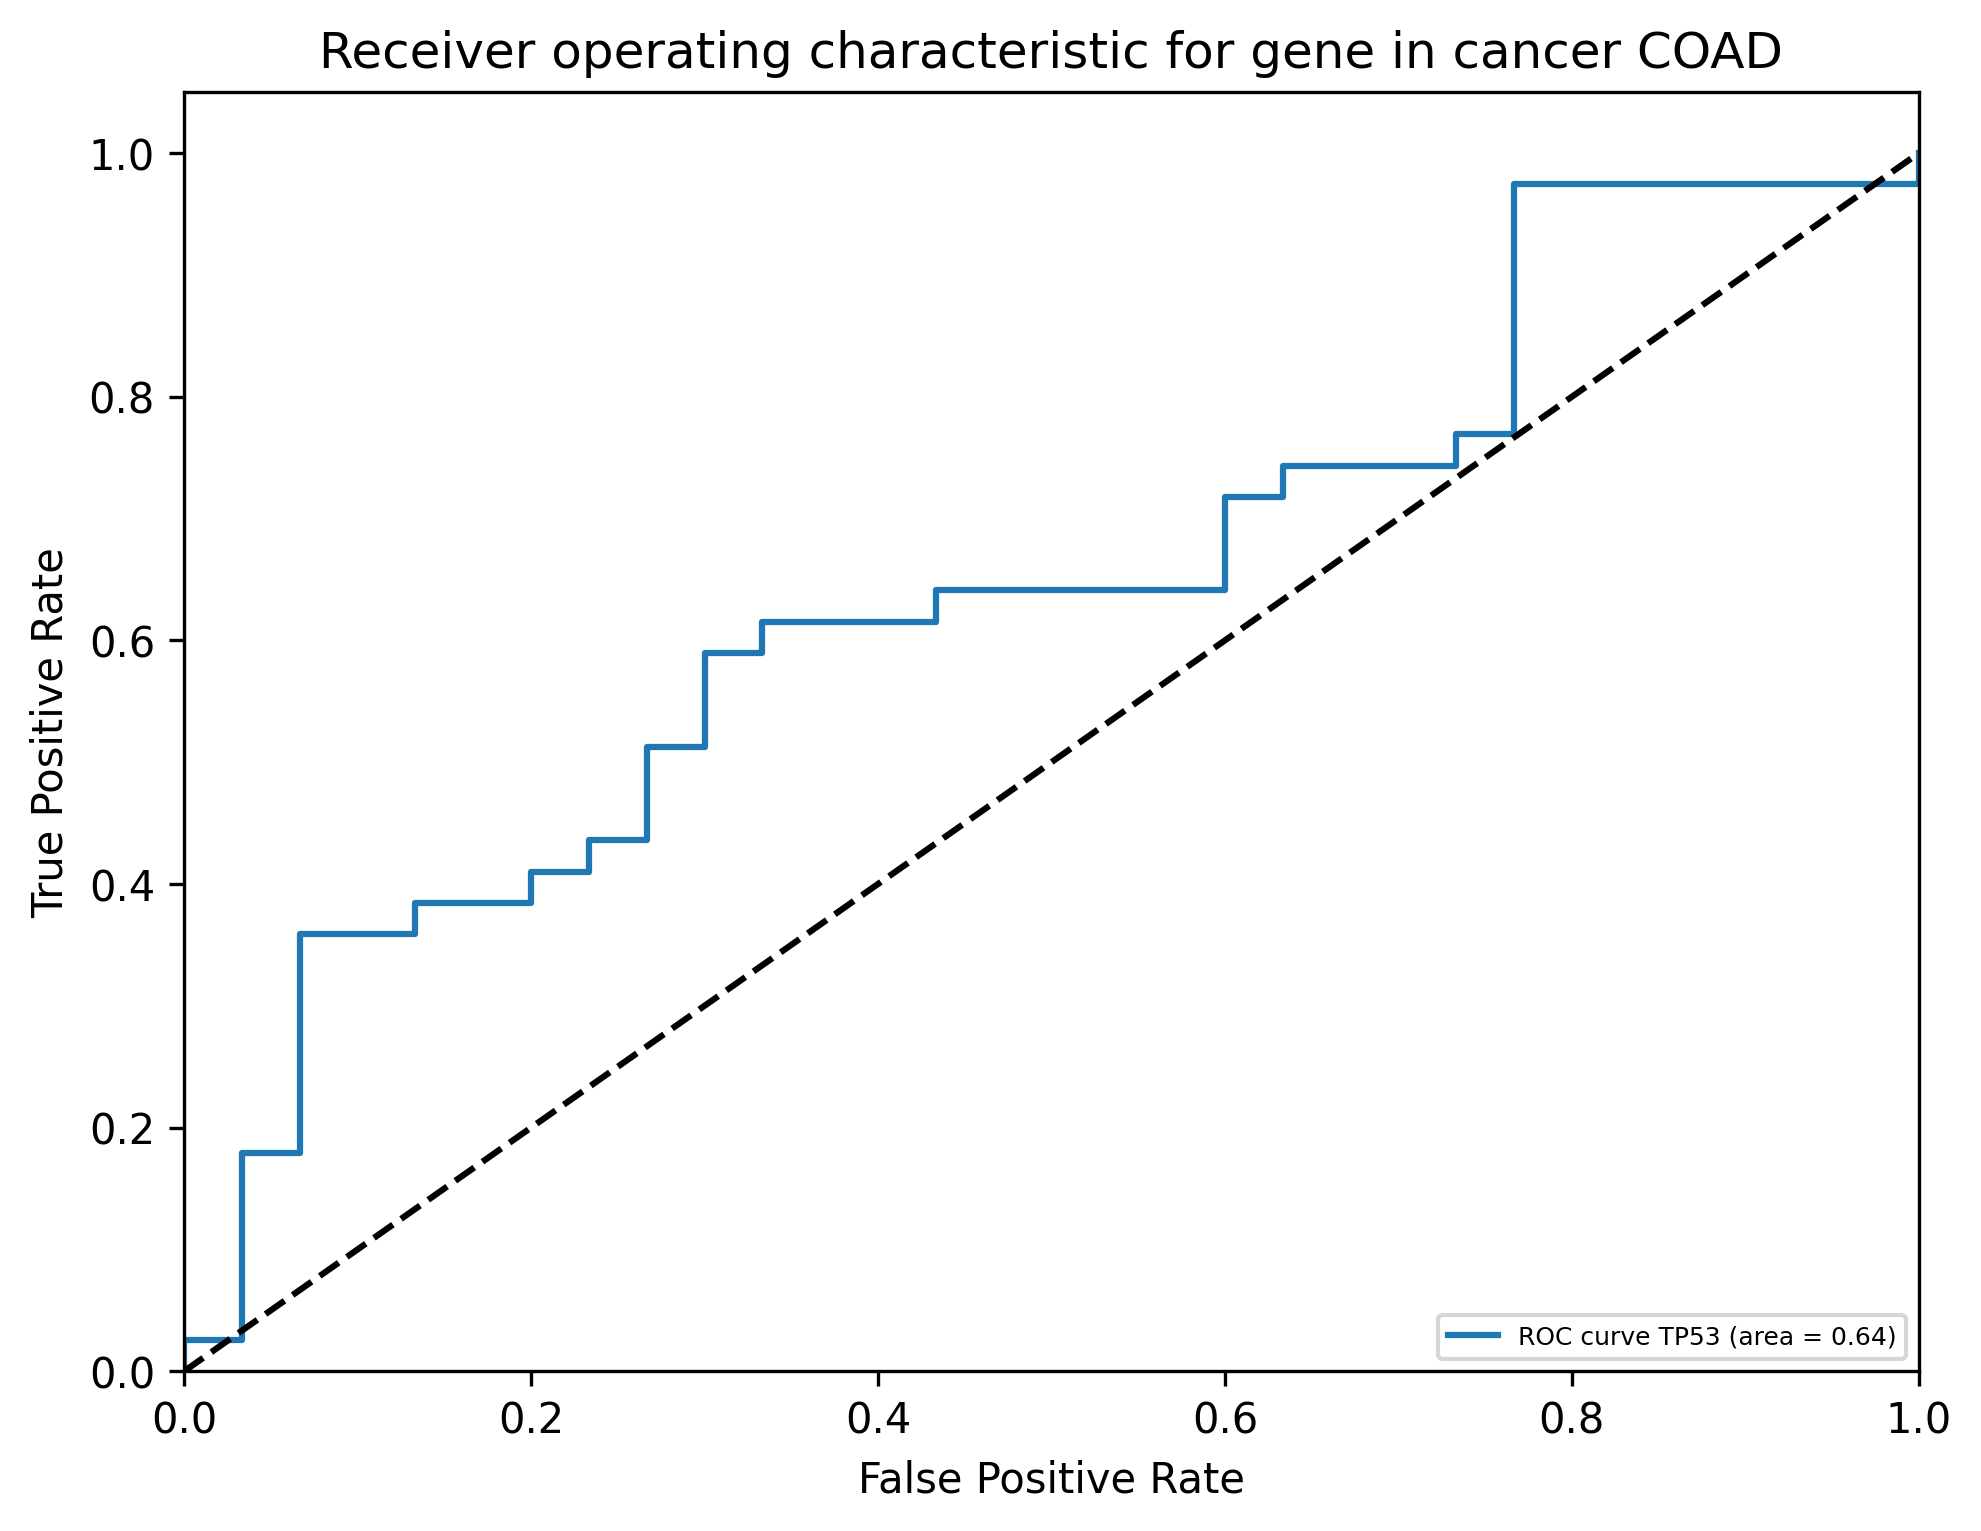 Receiver operating characteristic for gene in cancer COAD
1.0
0.8
0.6
0.4
0.2
0.0
True Positive Rate
ROC curve TP53 (area = 0.64)
0.0 0.2 0.4 0.6 0.8 1.0
False Positive Rate